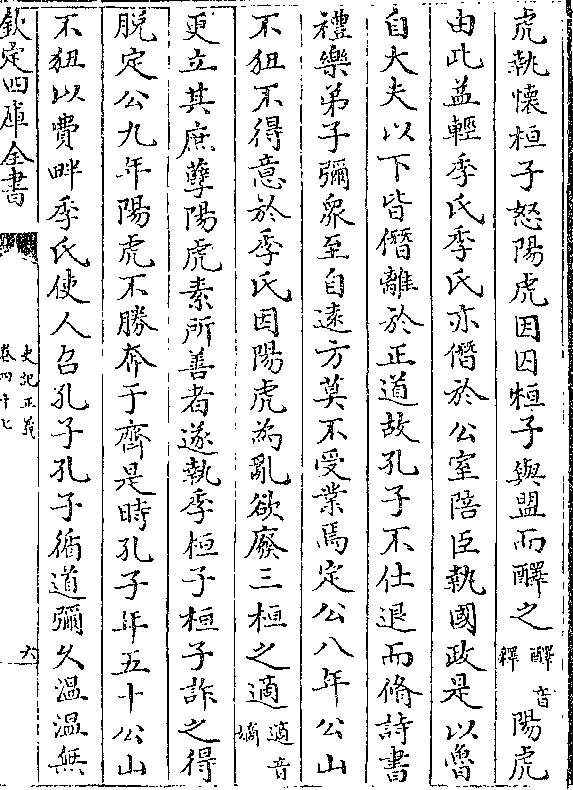 虎執懷桓子怒陽虎因囚桓子與盟而醳之醳音釋陽虎
由此益輕季氏季氏亦僭於公室陪臣執國政是以魯
自大夫以下皆僭離於正道故孔子不仕退而脩詩書
禮樂弟子彌衆至自遠方莫不受業焉定公八年公山
不狃不得意於季氏因陽虎為亂欲廢三桓之適適音嫡
更立其庶孽陽虎素所善者遂執季桓子桓子詐之得
脫定公九年陽虎不勝奔于齊是時孔子年五十公山
不狃以費畔季氏使人召孔子孔子循道彌久溫溫無
欽定四庫全書
史記正義
卷四十七
六